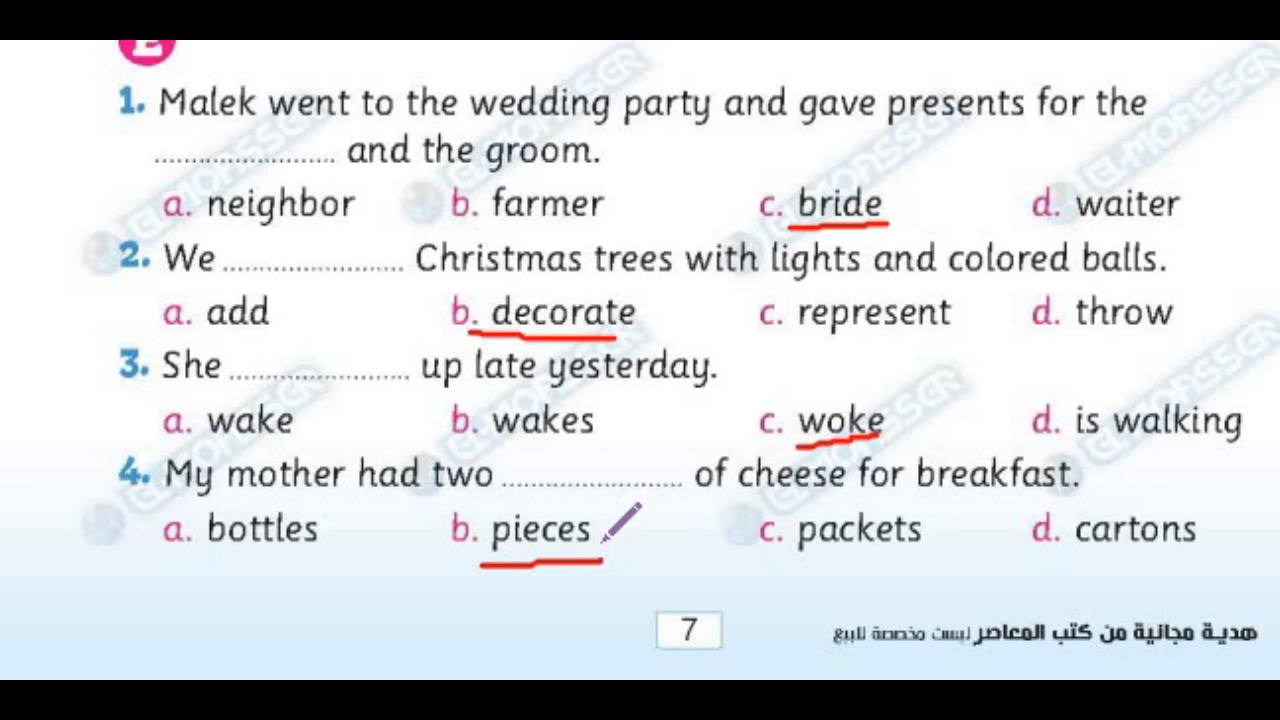 E
1. Malek went to the wedding party and gave presents for the
........................ and the groom.
a. neighbor b. farmer c. bride d. waiter
2. We ........................ Christmas trees with lights and colored balls.
a. add b. decorate c. represent d. throw
3. She ........................ up late yesterday.
a. wake b. wakes c. woke d. is walking
4. My mother had two ........................ of cheese for breakfast.
a. bottles b. pieces c. packets d. cartons
7
هدية مجانية من كتب المعاصر ليست مخصصة للبيع